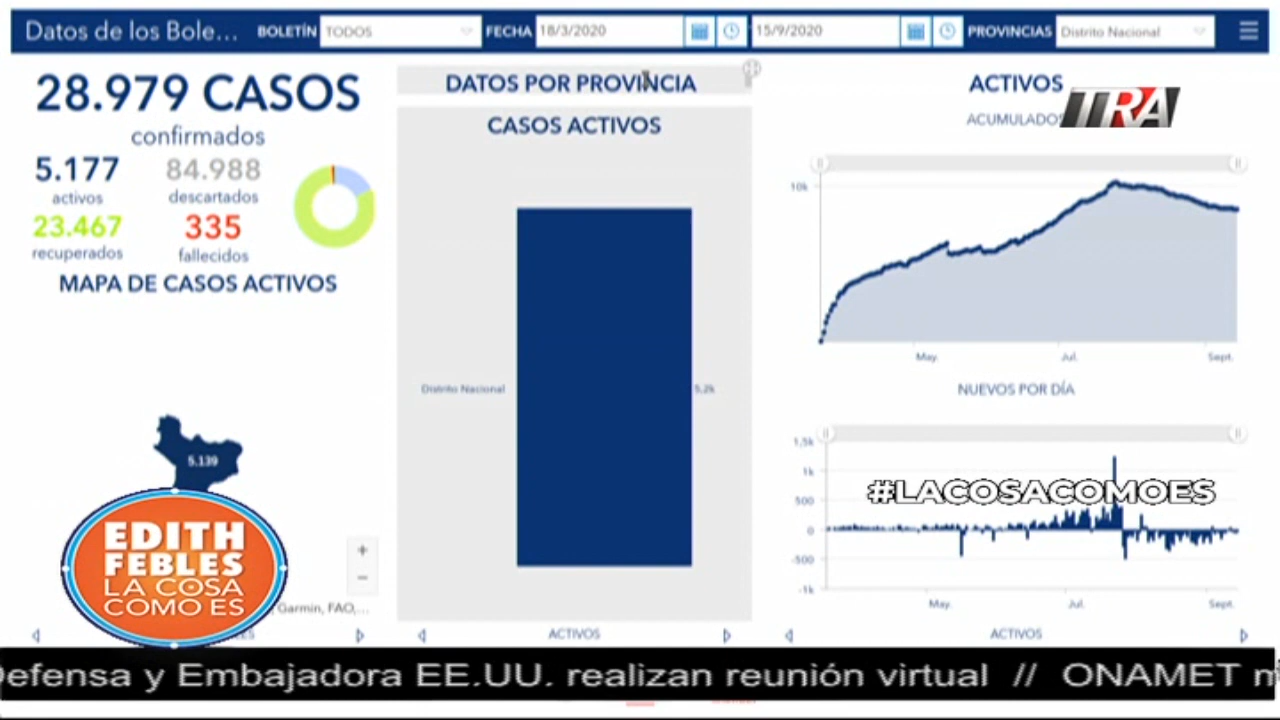 Datos de los Bole... BOLETÍN TODOS FECHA 18/3/2020 15/9/2020 PROVINCIAS Distrito Nacional
28.979 CASOS
confirmados
5.177
activos
84.988
descartados
23.467
recuperados
335
fallecidos
MAPA DE CASOS ACTIVOS
5.139
EDITH
FEBLES
LA COSA
COMO ES
+
−
, Garmin, FAO,...
DATOS POR PROVINCIA
CASOS ACTIVOS
Distrito Nacional
5,2k
ACTIVOS
ACTIVOS
ACUMULADOS
TRA
10k
May.
Jul.
Sept.
NUEVOS POR DÍA
1,5k
1k
500
0
-500
-1k
#LACOSACOMOES
May.
Jul.
Sept.
ACTIVOS
efensa y Embajadora EE.UU. realizan reunión virtual // ONAMET